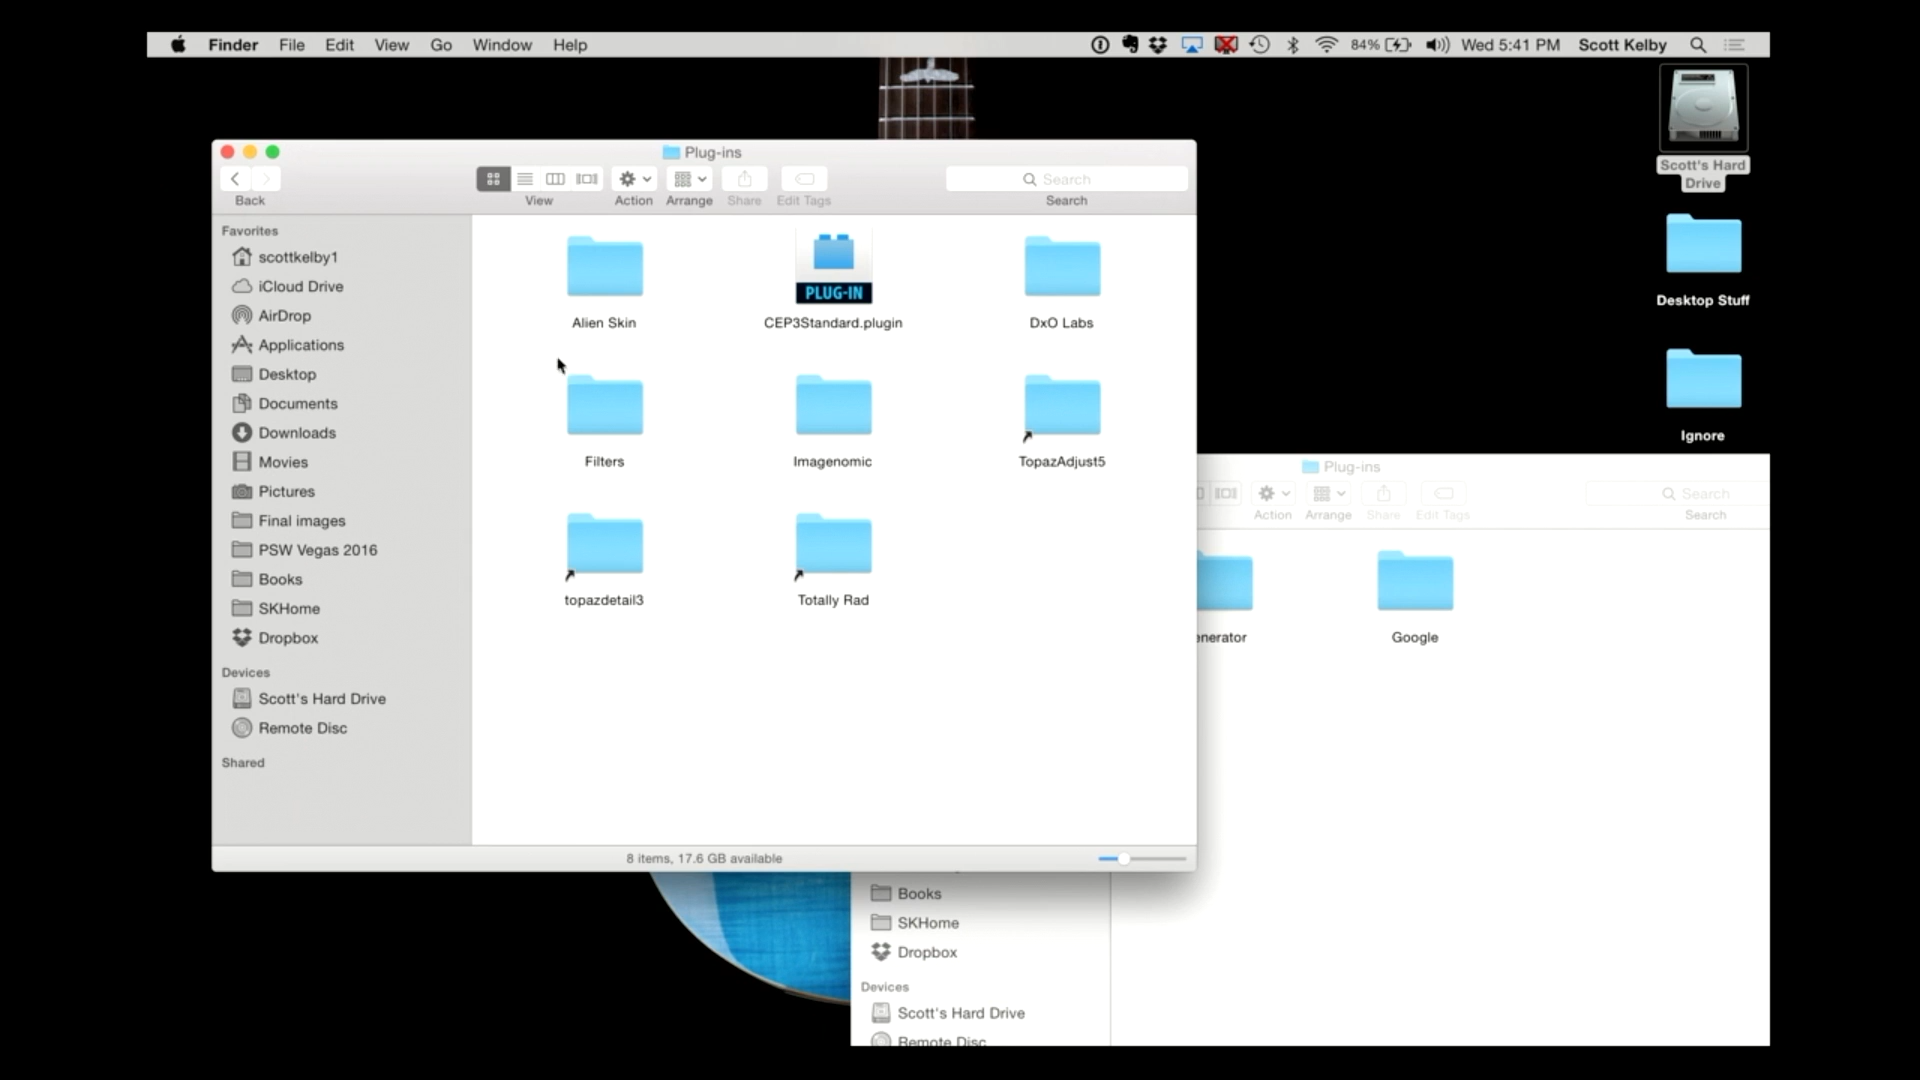 Finder File Edit View Go Window Help 84% Wed 5:41 PM Scott Kelby
Scott's Hard
Drive
Desktop Stuff
Ignore
Plug-ins
Search
Back View Action Arrange Share Edit Tags Search
Favorites
scottkelby1
iCloud Drive
AirDrop
Applications
Desktop
Documents
Downloads
Movies
Pictures
Final images
PSW Vegas 2016
Books
SKHome
Dropbox
Devices
Scott's Hard Drive
Remote Disc
Shared
PLUG-IN
Alien Skin CEP3Standard.plugin DxO Labs
Filters Imagenomic TopazAdjust5
topazdetail3 Totally Rad
8 items, 17.6 GB available
Plug-ins
Search
Action Arrange Share Edit Tags Search
enerator Google
Books
SKHome
Dropbox
Devices
Scott's Hard Drive
Remote Disc